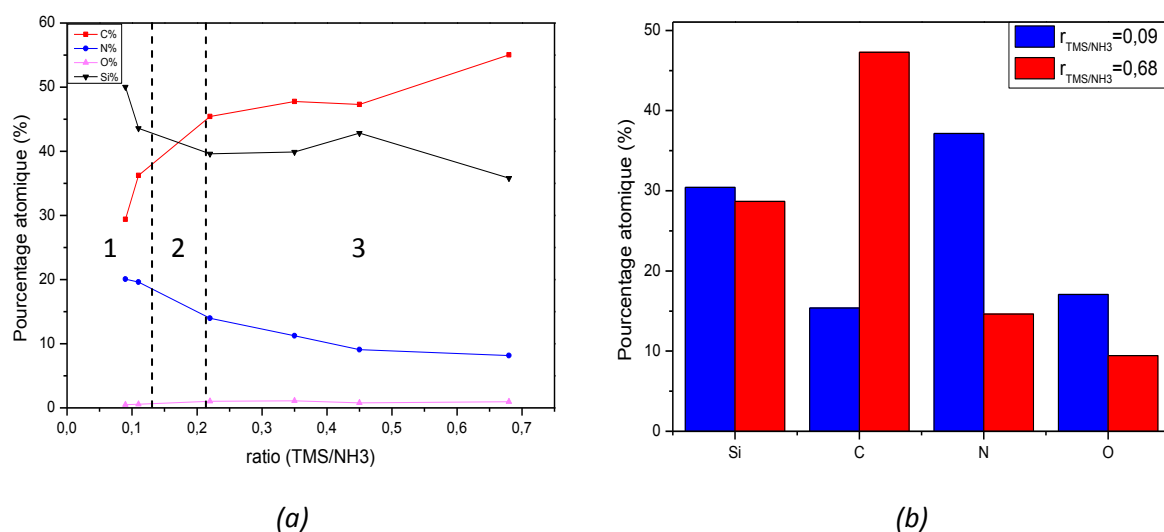 60
50
40
30
20
10
0
Pourcentage atomique (%)
C%
N%
O%
Si%
1
2
3
0,0 0,1 0,2 0,3 0,4 0,5 0,6 0,7
ratio (TMS/NH3)
(a)
50
40
30
20
10
0
Pourcentage atomique (%)
rTMS/NH3=0,09
rTMS/NH3=0,68
Si C N O
(b)